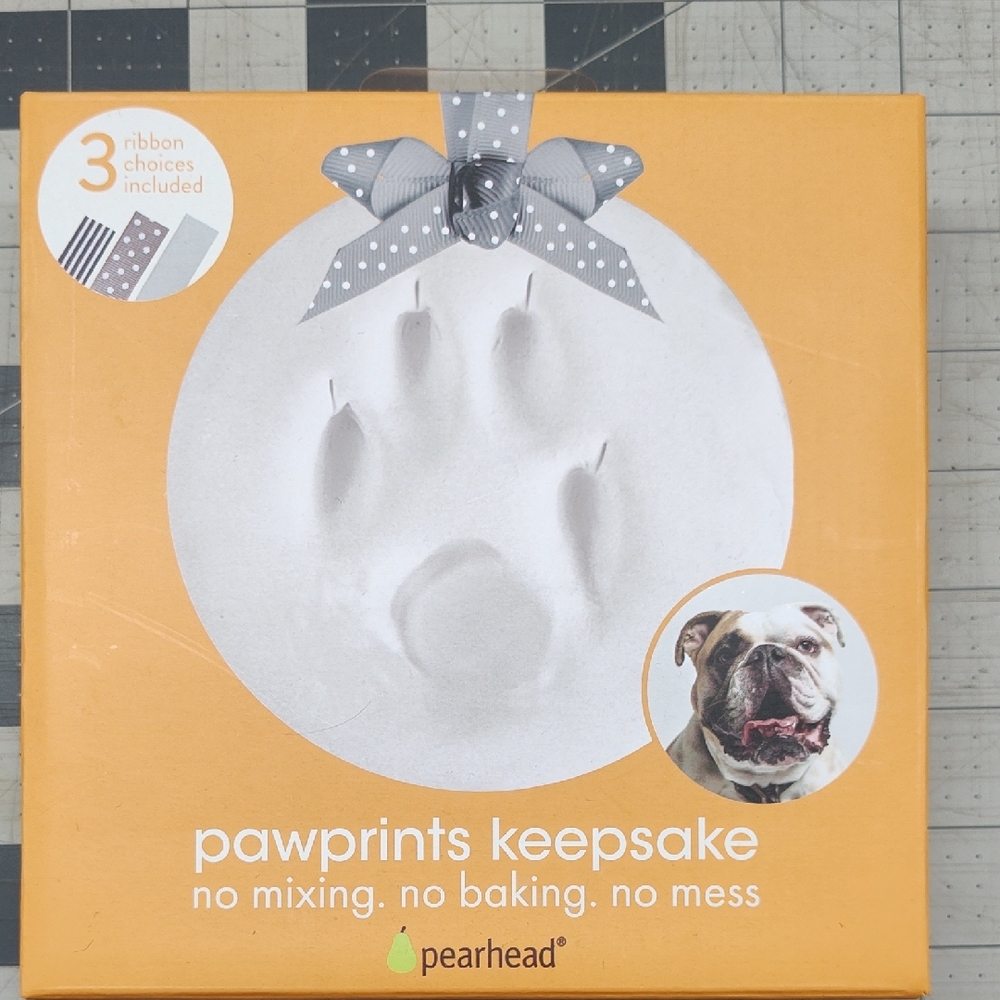 3 ribbon
choices
included
pawprints keepsake
no mixing. no baking. no mess
pearhead®